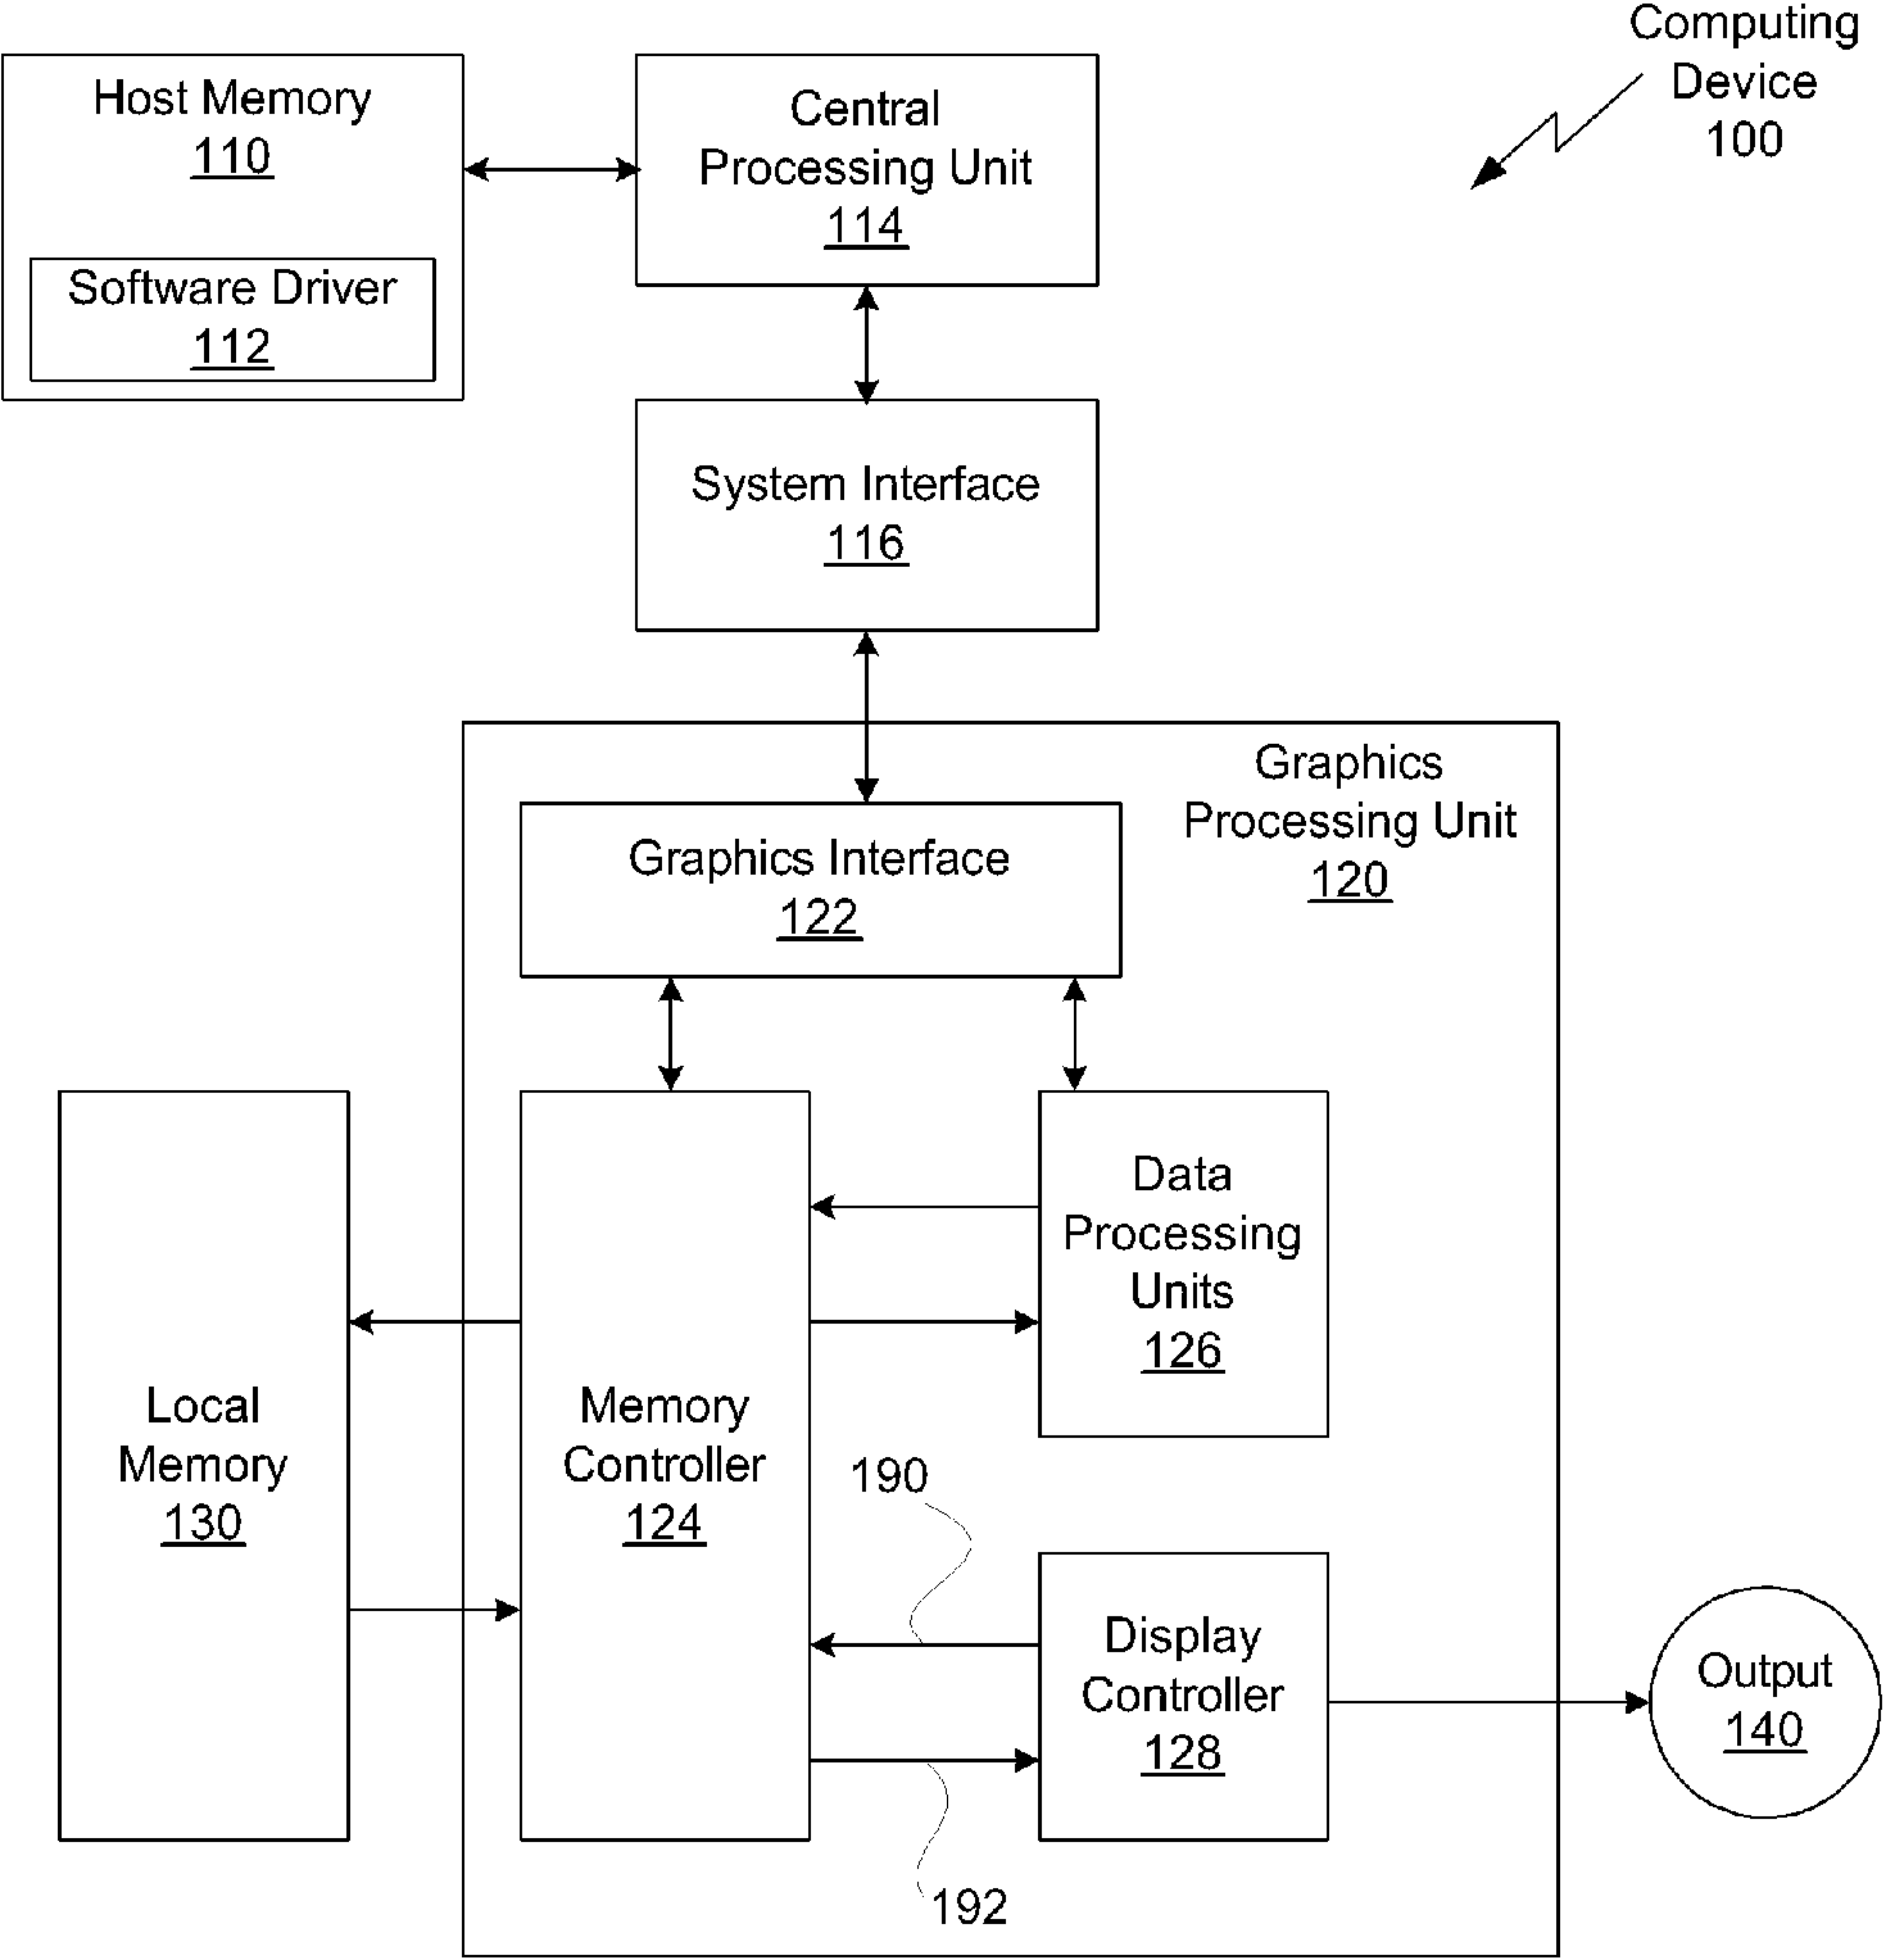 Computing
Device
100
Host Memory
110
Software Driver
112
Central
Processing Unit
114
System Interface
116
Graphics
Processing Unit
120
Graphics Interface
122
Data
Processing
Units
126
Local
Memory
130
Memory
Controller
124
190
Display
Controller
128
Output
140
192